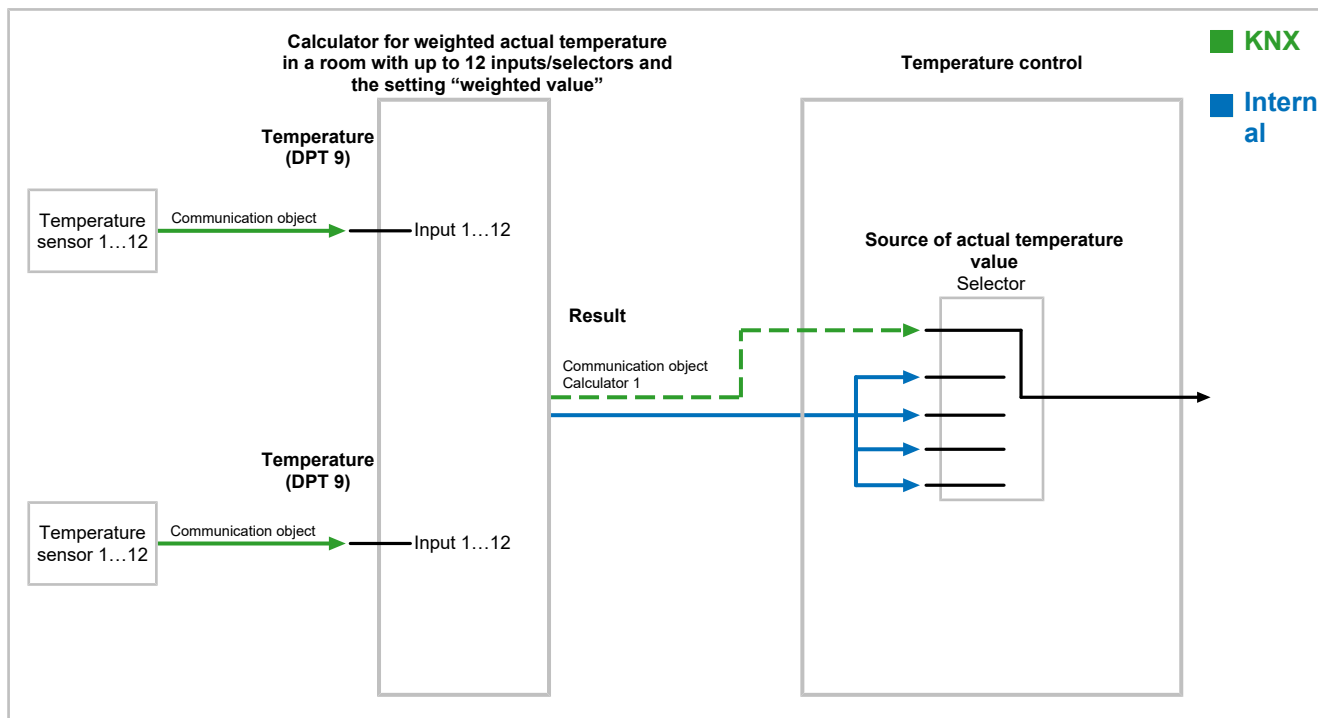 Calculator for weighted actual temperature
in a room with up to 12 inputs/selectors and
the setting “weighted value”
Temperature control
KNX
Intern
al
Temperature
(DPT 9)
Temperature
sensor 1…12
Communication object
Input 1…12
Source of actual temperature
value
Selector
Result
Communication object
Calculator 1
Temperature
(DPT 9)
Temperature
sensor 1…12
Communication object
Input 1…12